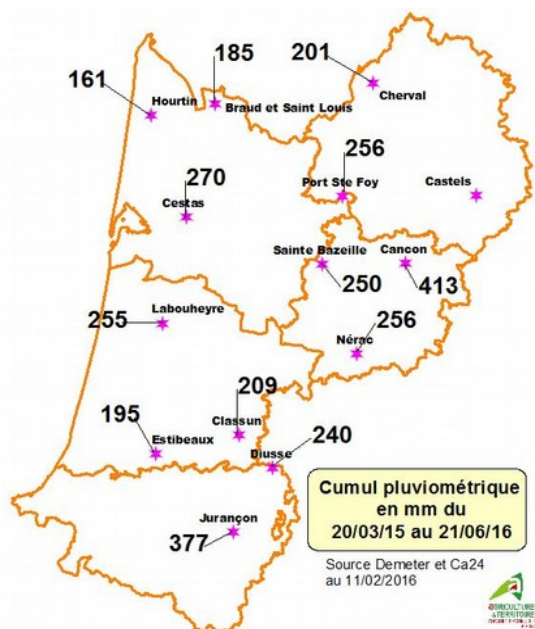 185
201
161
Cherval
Hourtin
Braud et Saint Louis
256
270
Port Ste Foy
Castels
Cestas
Sainte Bazeille
Cancon
250
413
Labouheyre
255
256
Nérac
209
195
Classun
240
Estibeaux
Diusse
Cumul pluviométrique
en mm du
20/03/15 au 21/06/16
Jurançon
377
Source Demeter et Ca24
au 11/02/2016
AGRICULTURE
& TERRITOIRES